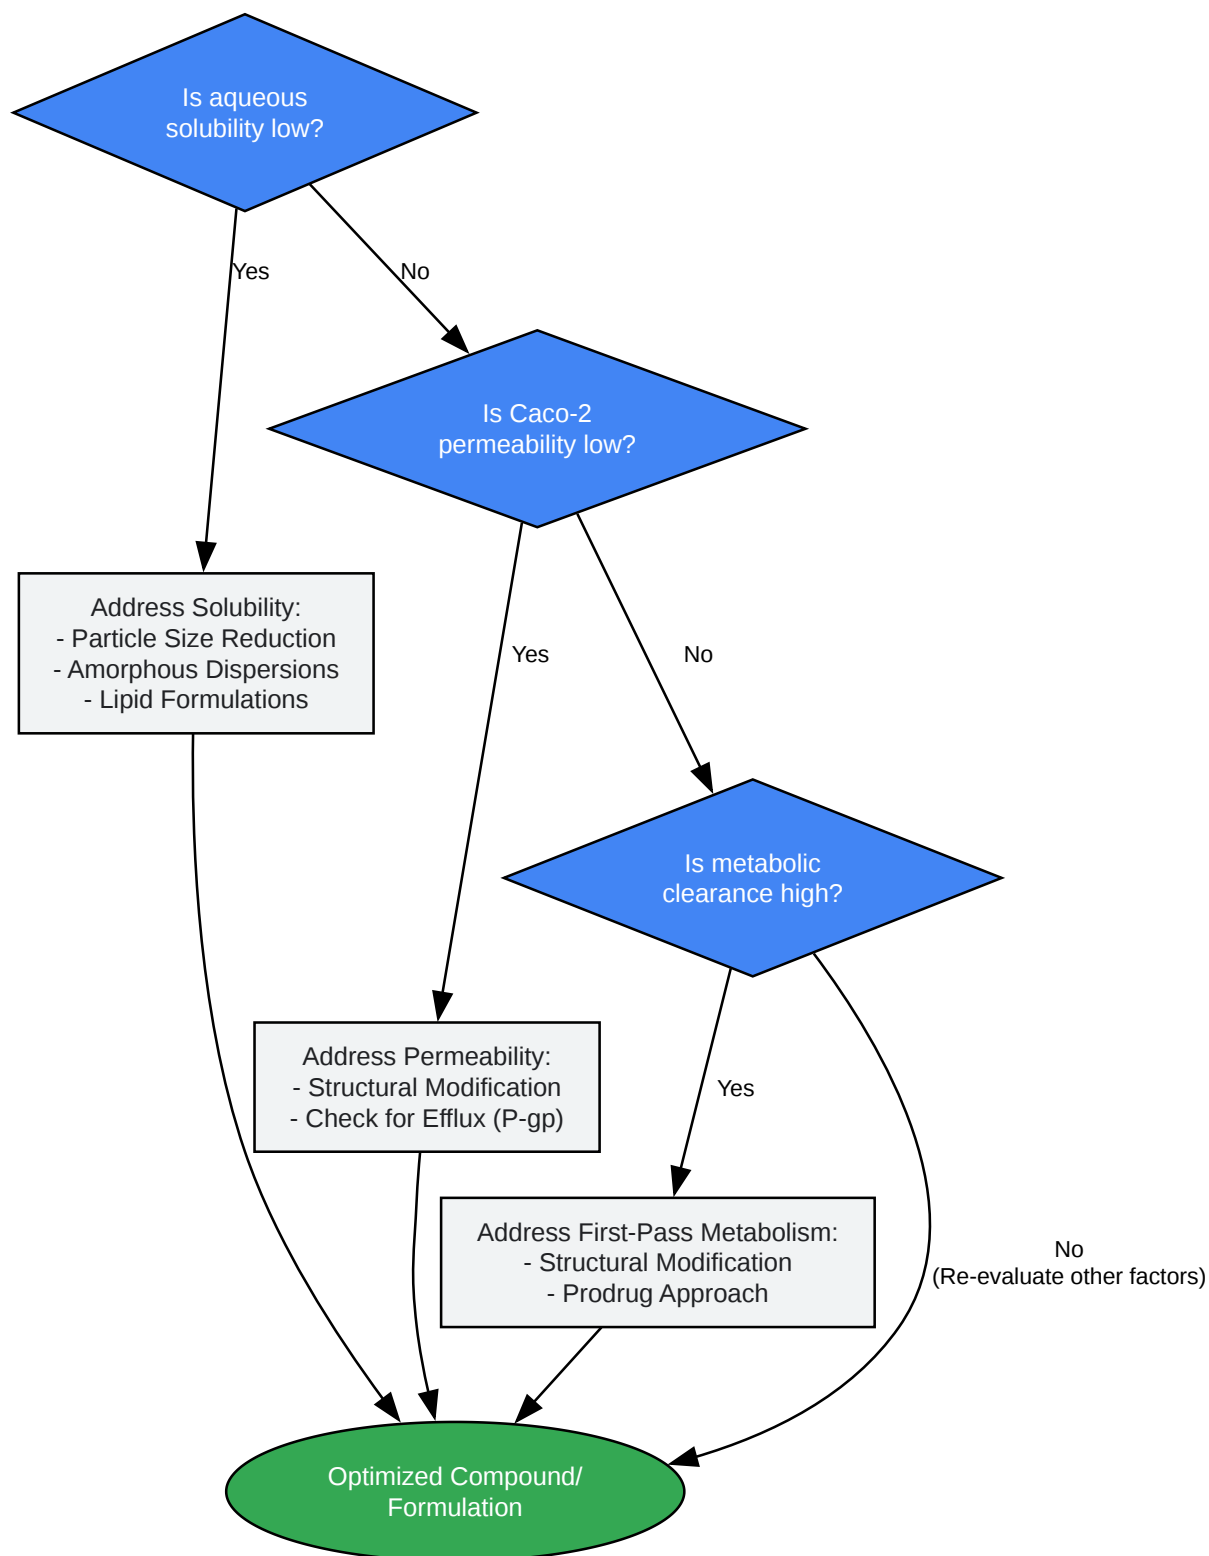 Is aqueous
solubility low?
Yes
No
Is Caco-2
permeability low?
Address Solubility:
- Particle Size Reduction
- Amorphous Dispersions
- Lipid Formulations
Yes
No
Is metabolic
clearance high?
Address Permeability:
- Structural Modification
- Check for Efflux (P-gp)
Yes
Address First-Pass Metabolism:
- Structural Modification
- Prodrug Approach
No
(Re-evaluate other factors)
Optimized Compound/
Formulation